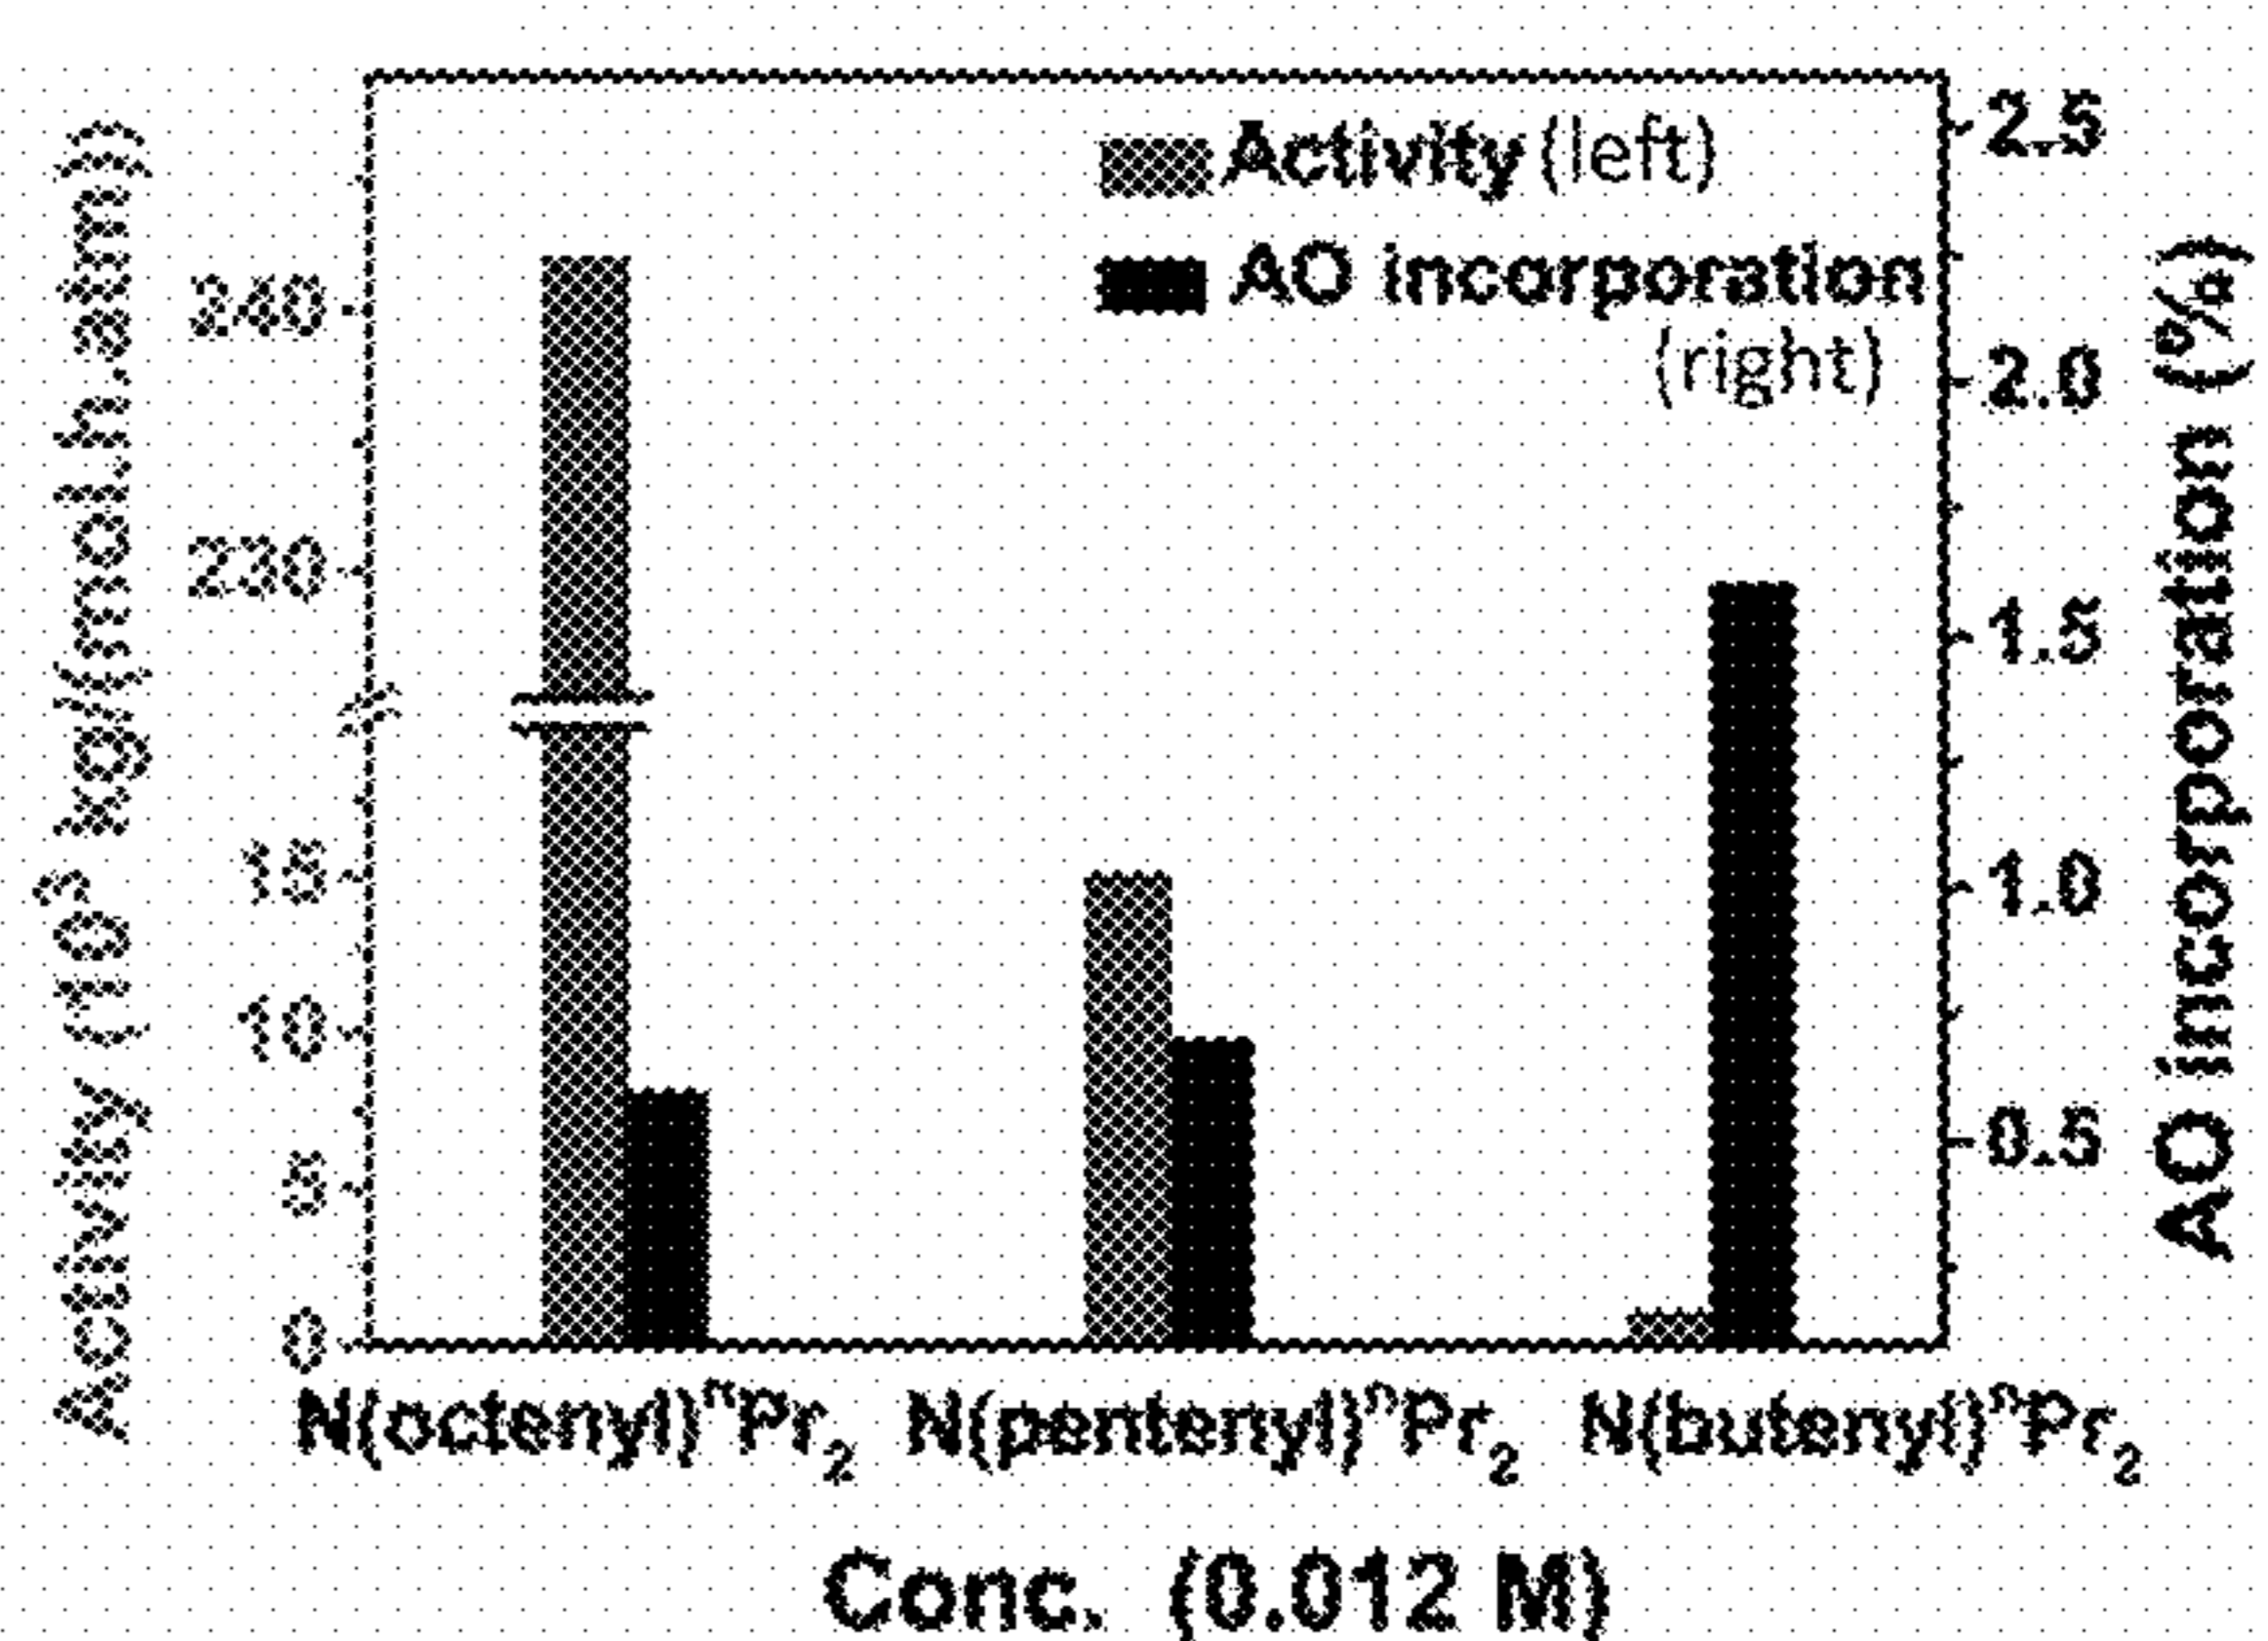 Activity (left)
AO incorporation
(right)
Activity (10³ kg/(mol.h.atm))
240
230
15
10
5
0
2.5
2.0
1.5
1.0
0.5
AO incorporation (%)
N(octenyl)ⁿPr₂ N(pentenyl)ⁿPr₂ N(butenyl)ⁿPr₂
Conc. (0.012 M)